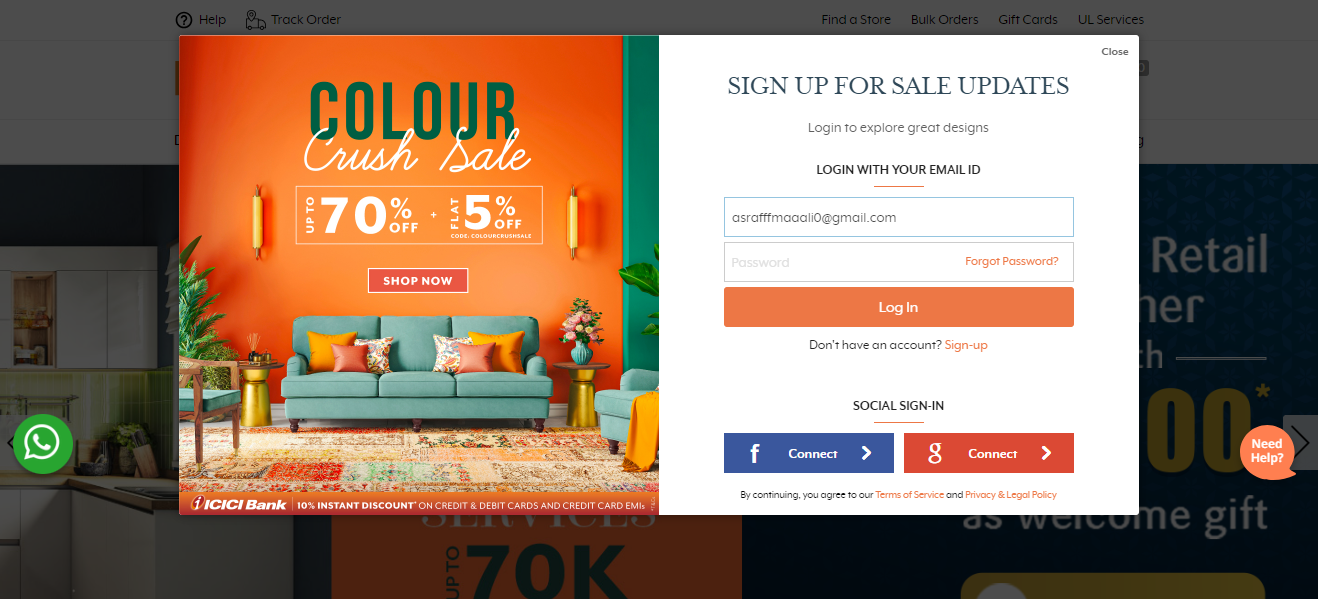 Help
Track Order
Find a Store
Bulk Orders
Gift Cards
UL Services
Close
COLOUR
Crush Sale
UP TO 70% OFF + FLAT 5% OFF
CODE: COLOURCRUSHSALE
SHOP NOW
ICICI Bank 10% INSTANT DISCOUNT* ON CREDIT & DEBIT CARDS AND CREDIT CARD EMIs
SIGN UP FOR SALE UPDATES
Login to explore great designs
LOGIN WITH YOUR EMAIL ID
asrafffmaaali0@gmail.com
Password
Forgot Password?
Log In
Don't have an account? Sign-up
SOCIAL SIGN-IN
f Connect
g Connect
By continuing, you agree to our Terms of Service and Privacy & Legal Policy
Retail
Need
Help?
as welcome gift
SERVICES
UP TO 70K